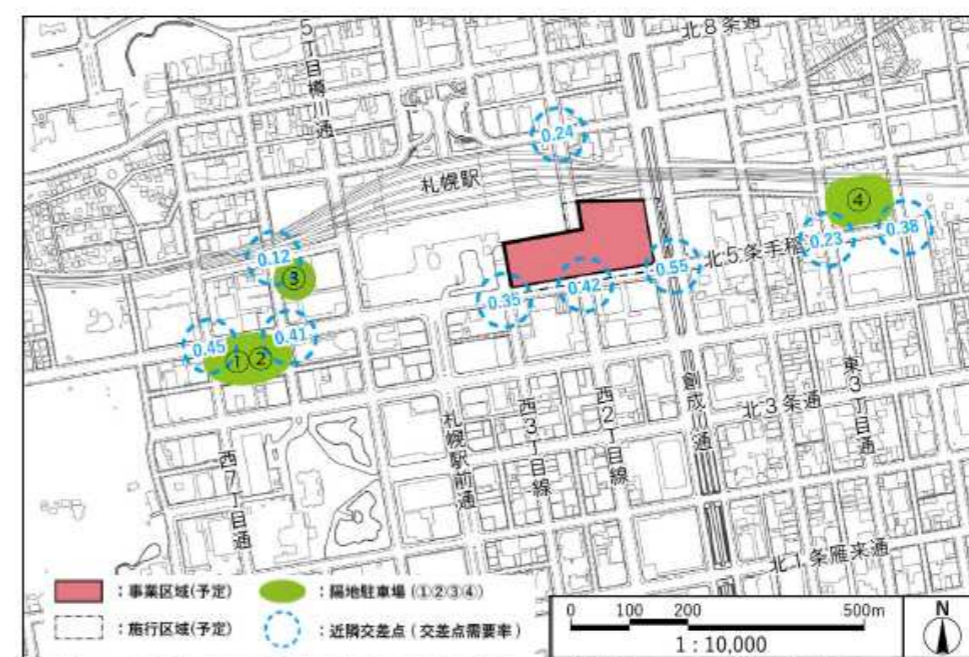 北8条通
5丁目樽川通
0.24
札幌駅
④
0.12
③
0.23
0.38
北5条手稲
0.55
0.42
0.35
0.41
0.45
①②
創成川通
東3丁目通
北3条通
西2丁目線
西3丁目線
札幌駅前通
西7丁目通
北1条雁来通
:事業区域(予定)
:隔地駐車場(①②③④)
:施行区域(予定)
:近隣交差点(交差点需要率)
0 100 200 500m
1:10,000
N